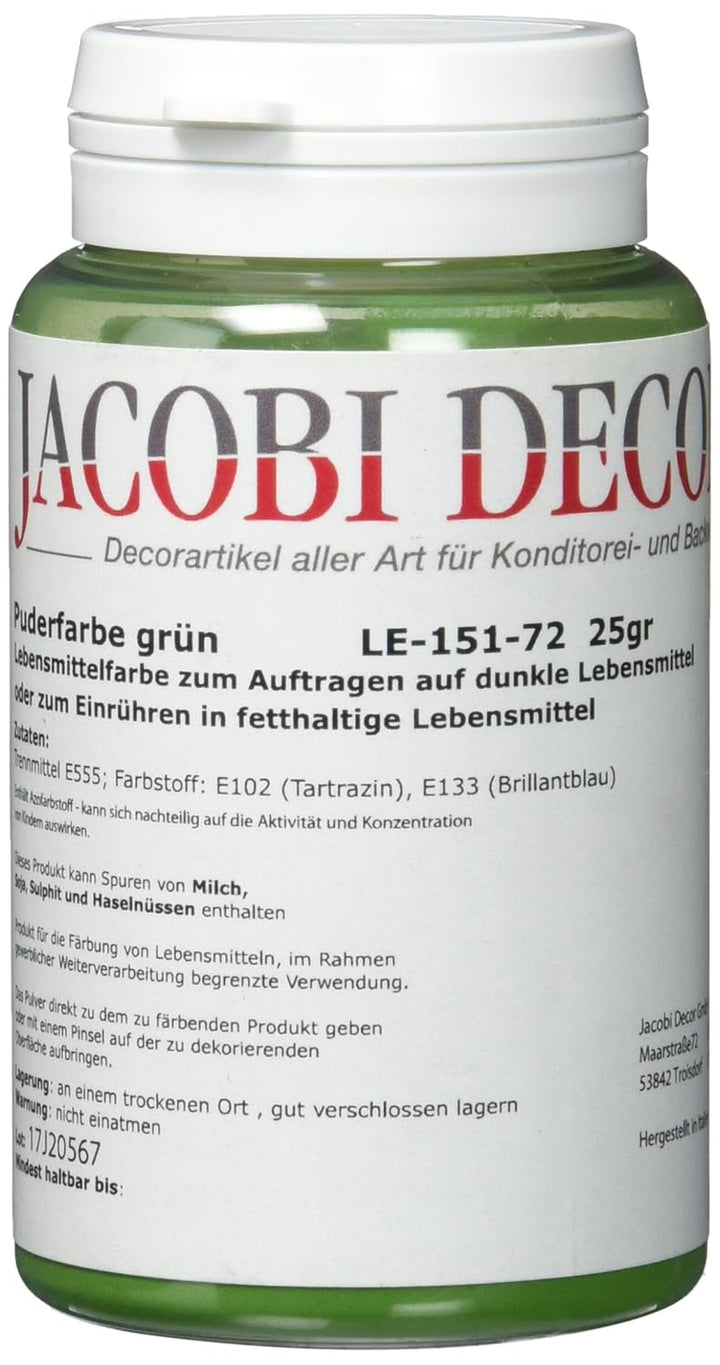 JACOBI DECO
Decorartikel aller Art für Konditorei- und
Puderfarbe grün LE-151-72 25gr
Lebensmittelfarbe zum Auftragen auf dunkle Lebensmittel
oder zum Einrühren in fetthaltige Lebensmittel
Zutaten:
Trennmittel E555; Farbstoff: E102 (Tartrazin), E133 (Brillantblau)
Enthält Azofarbstoff - kann sich nachteilig auf die Aktivität und Konzentration
von Kindern auswirken.
Dieses Produkt kann Spuren von Milch,
Soja, Sulphit und Haselnüssen enthalten
Produkt für die Färbung von Lebensmitteln, im Rahmen
gewerblicher Weiterverarbeitung begrenzte Verwendung.
Das Pulver direkt zu dem zu färbenden Produkt geben
oder mit einem Pinsel auf der zu dekorierenden
Oberfläche aufbringen.
Lagerung: an einem trockenen Ort , gut verschlossen lagern
Warnung: nicht einatmen
Lot: 17J20567
Mindest haltbar bis:
Jacobi Decor
Maarstraße72
53842 Troisdorf
Hergestellt in